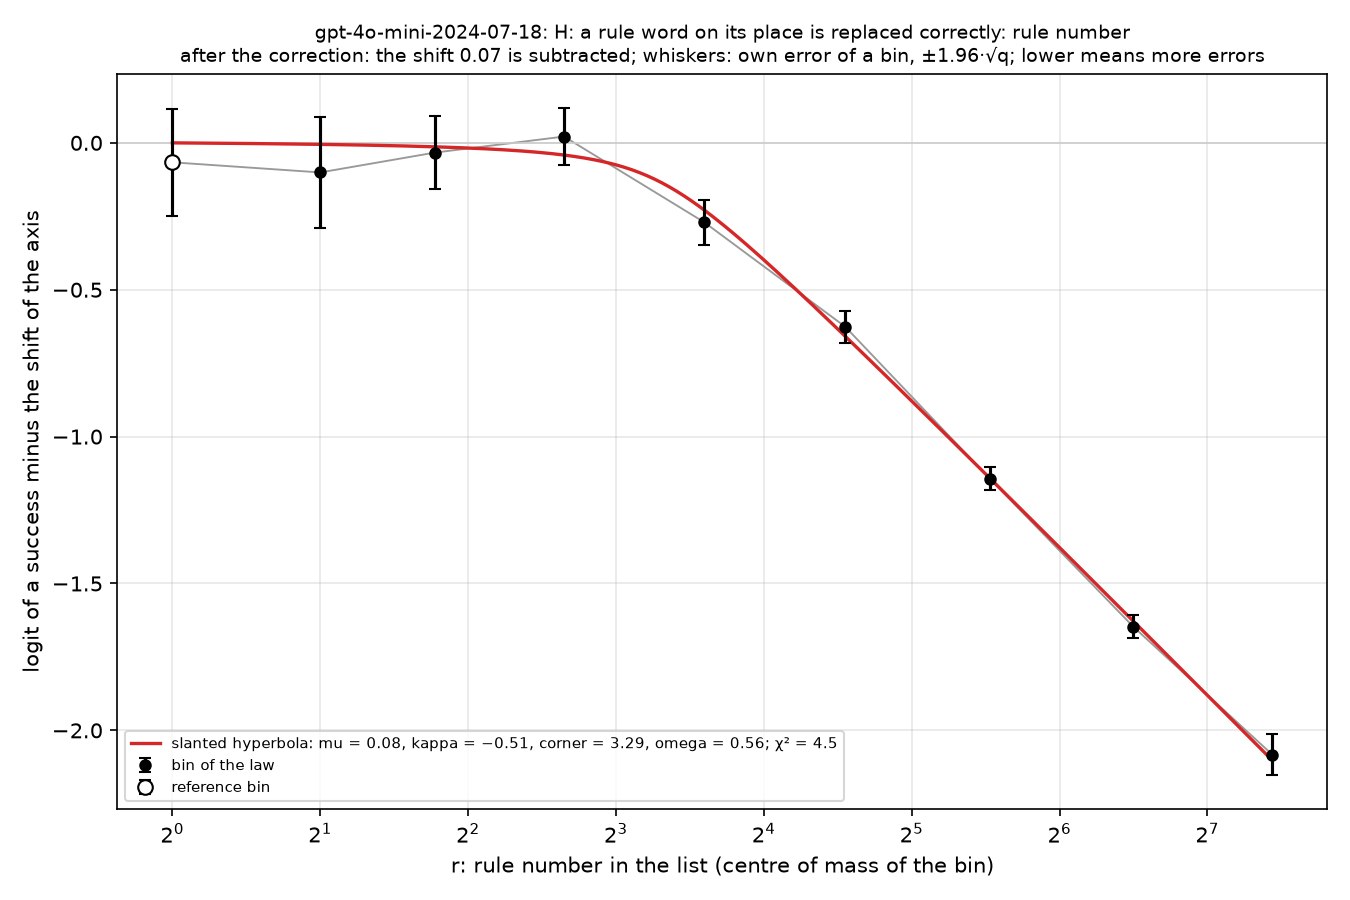 gpt-4o-mini-2024-07-18: H: a rule word on its place is replaced correctly: rule number
after the correction: the shift 0.07 is subtracted; whiskers: own error of a bin, ±1.96·√q; lower means more errors
logit of a success minus the shift of the axis
0.0
−0.5
−1.0
−1.5
−2.0
slanted hyperbola: mu = 0.08, kappa = −0.51, corner = 3.29, omega = 0.56; χ² = 4.5
bin of the law
reference bin
2⁰ 2¹ 2² 2³ 2⁴ 2⁵ 2⁶ 2⁷
r: rule number in the list (centre of mass of the bin)